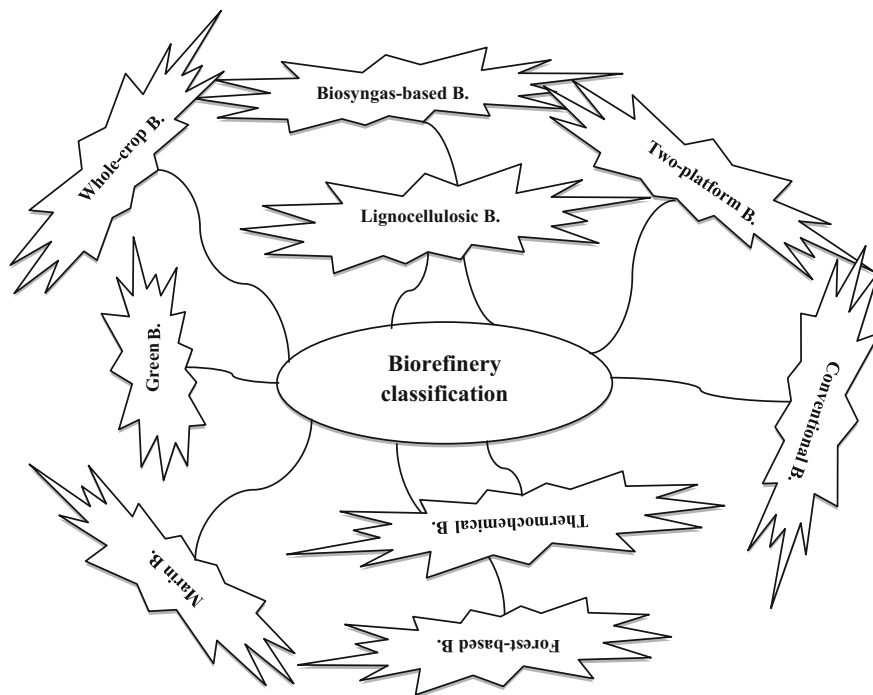 Whole-crop B.
Biosyngas-based B.
Two-platform B.
Lignocellulosic B.
Green B.
Biorefinery
classification
Conventional B.
Thermochemical B.
Marin B.
Forest-based B.